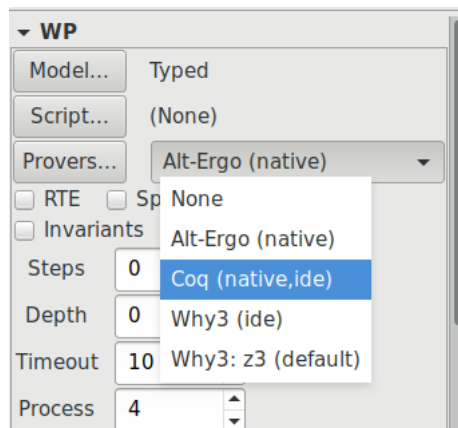 WP
Model... Typed
Script... (None)
Provers... Alt-Ergo (native)
RTE Sp None
Invariants Alt-Ergo (native)
Steps 0 Coq (native,ide)
Depth 0 Why3 (ide)
Timeout 10 Why3: z3 (default)
Process 4